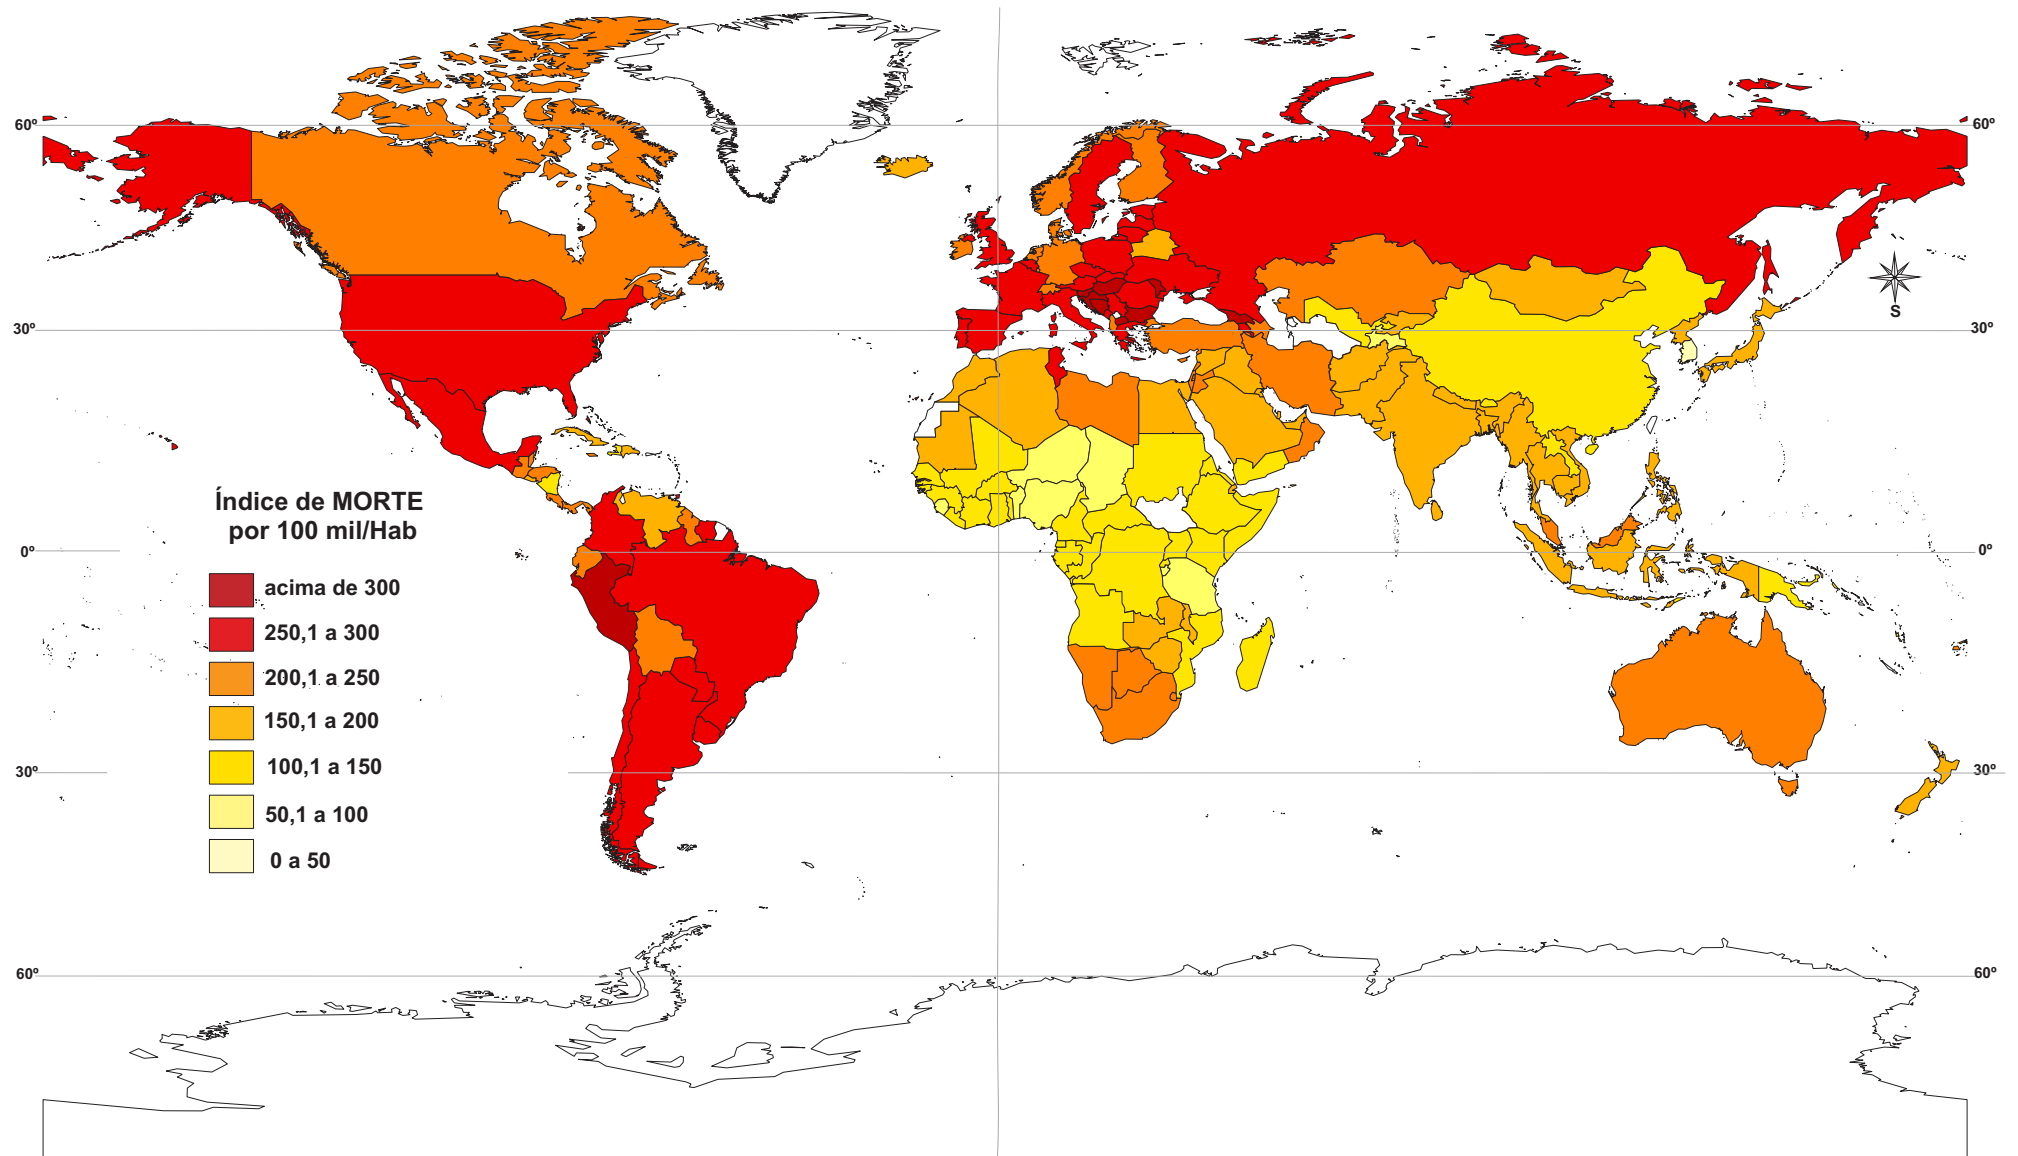 60º
60º
S
30º
30º
Índice de MORTE
por 100 mil/Hab
0º
0º
acima de 300
250,1 a 300
200,1 a 250
150,1 a 200
100,1 a 150
50,1 a 100
0 a 50
30º
30º
60º
60º